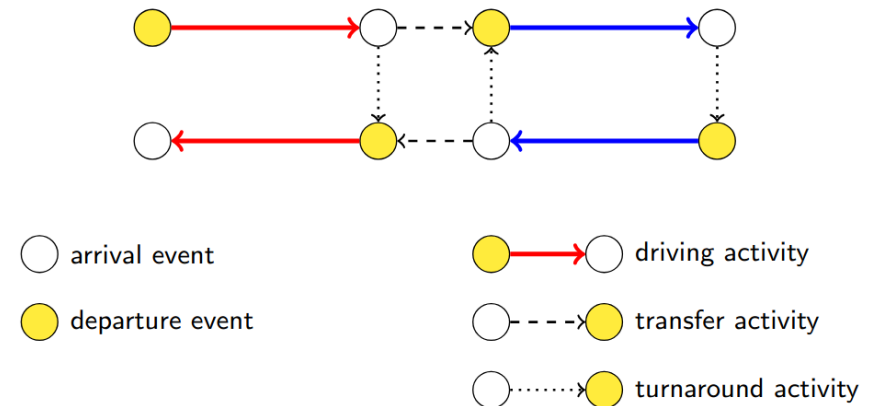 arrival event
driving activity
departure event
transfer activity
turnaround activity